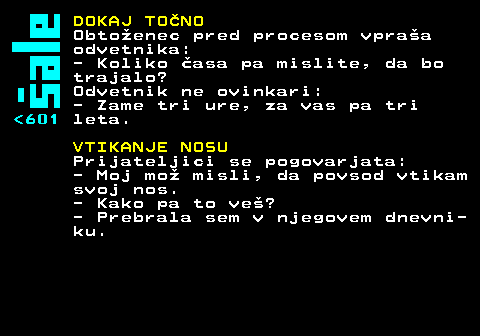 Šale
<601
DOKAJ TOČNO
Obtoženec pred procesom vpraša
odvetnika:
- Koliko časa pa mislite, da bo
trajalo?
Odvetnik ne ovinkari:
- Zame tri ure, za vas pa tri
leta.
VTIKANJE NOSU
Prijateljici se pogovarjata:
- Moj mož misli, da povsod vtikam
svoj nos.
- Kako pa to veš?
- Prebrala sem v njegovem dnevni-
ku.